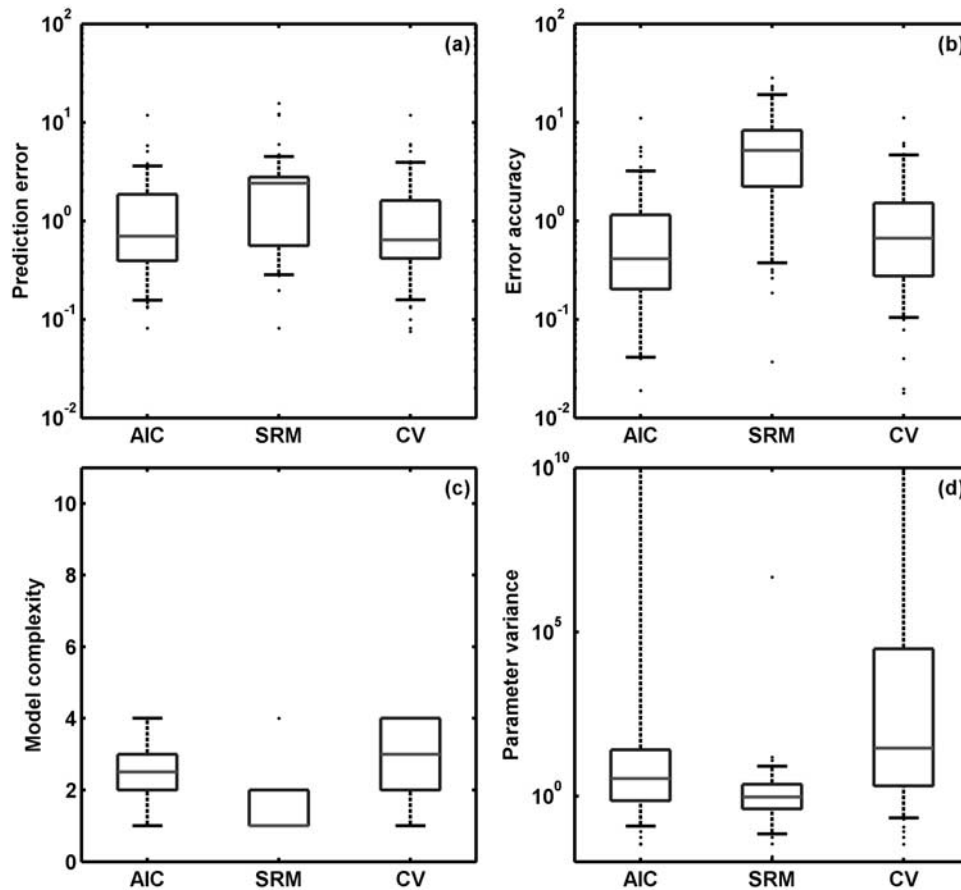 (a)
Prediction error
10²
10¹
10⁰
10⁻¹
10⁻²
AIC SRM CV
(b)
Error accuracy
10²
10¹
10⁰
10⁻¹
10⁻²
AIC SRM CV
(c)
Model complexity
10
8
6
4
2
0
AIC SRM CV
(d)
Parameter variance
10¹⁰
10⁵
10⁰
AIC SRM CV